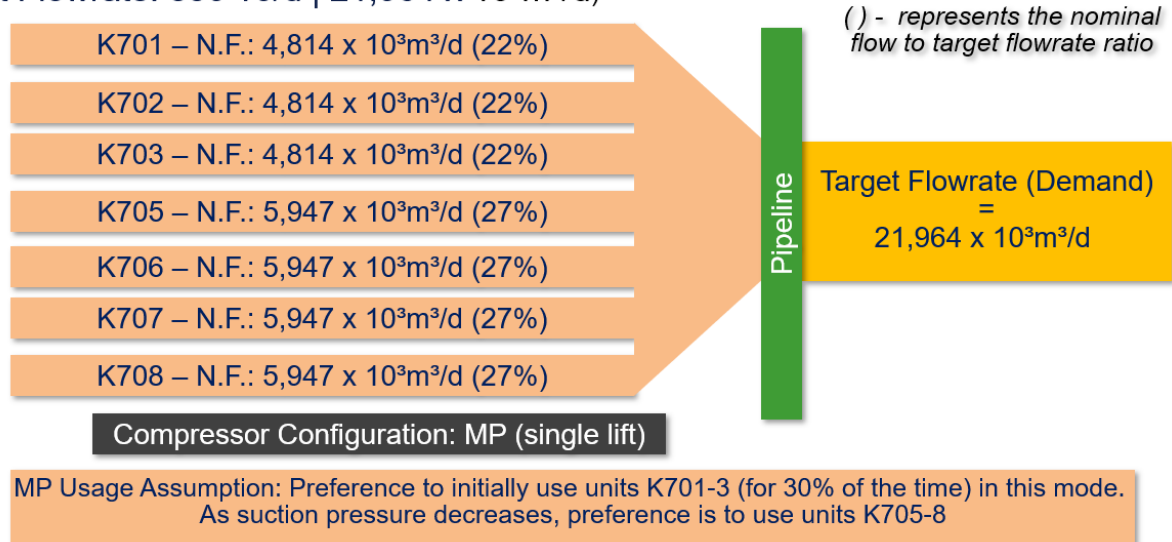 ( ) - represents the nominal
flow to target flowrate ratio
K701 – N.F.: 4,814 x 10³m³/d (22%)
K702 – N.F.: 4,814 x 10³m³/d (22%)
K703 – N.F.: 4,814 x 10³m³/d (22%)
K705 – N.F.: 5,947 x 10³m³/d (27%)
K706 – N.F.: 5,947 x 10³m³/d (27%)
K707 – N.F.: 5,947 x 10³m³/d (27%)
K708 – N.F.: 5,947 x 10³m³/d (27%)
Pipeline
Target Flowrate (Demand)
=
21,964 x 10³m³/d
Compressor Configuration: MP (single lift)
MP Usage Assumption: Preference to initially use units K701-3 (for 30% of the time) in this mode.
As suction pressure decreases, preference is to use units K705-8